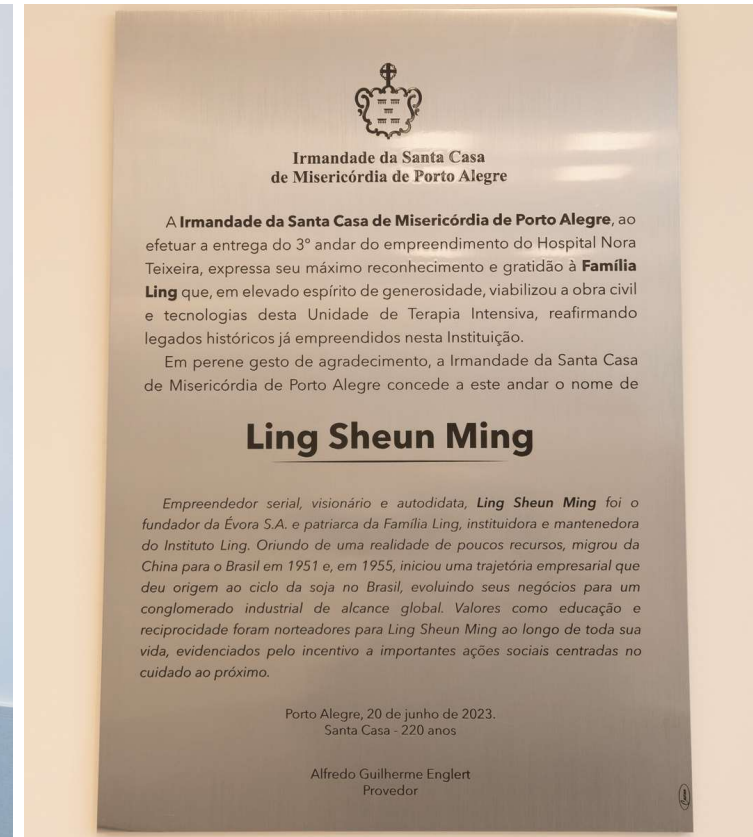 Irmandade da Santa Casa
de Misericórdia de Porto Alegre
A Irmandade da Santa Casa de Misericórdia de Porto Alegre, ao
efetuar a entrega do 3º andar do empreendimento do Hospital Nora
Teixeira, expressa seu máximo reconhecimento e gratidão à Família
Ling que, em elevado espírito de generosidade, viabilizou a obra civil
e tecnologias desta Unidade de Terapia Intensiva, reafirmando
legados históricos já empreendidos nesta Instituição.
Em perene gesto de agradecimento, a Irmandade da Santa Casa
de Misericórdia de Porto Alegre concede a este andar o nome de
Ling Sheun Ming
Empreendedor serial, visionário e autodidata, Ling Sheun Ming foi o
fundador da Évora S.A. e patriarca da Família Ling, instituidora e mantenedora
do Instituto Ling. Oriundo de uma realidade de poucos recursos, migrou da
China para o Brasil em 1951 e, em 1955, iniciou uma trajetória empresarial que
deu origem ao ciclo da soja no Brasil, evoluindo seus negócios para um
conglomerado industrial de alcance global. Valores como educação e
reciprocidade foram norteadores para Ling Sheun Ming ao longo de toda sua
vida, evidenciados pelo incentivo a importantes ações sociais centradas no
cuidado ao próximo.
Porto Alegre, 20 de junho de 2023.
Santa Casa - 220 anos
Alfredo Guilherme Englert
Provedor